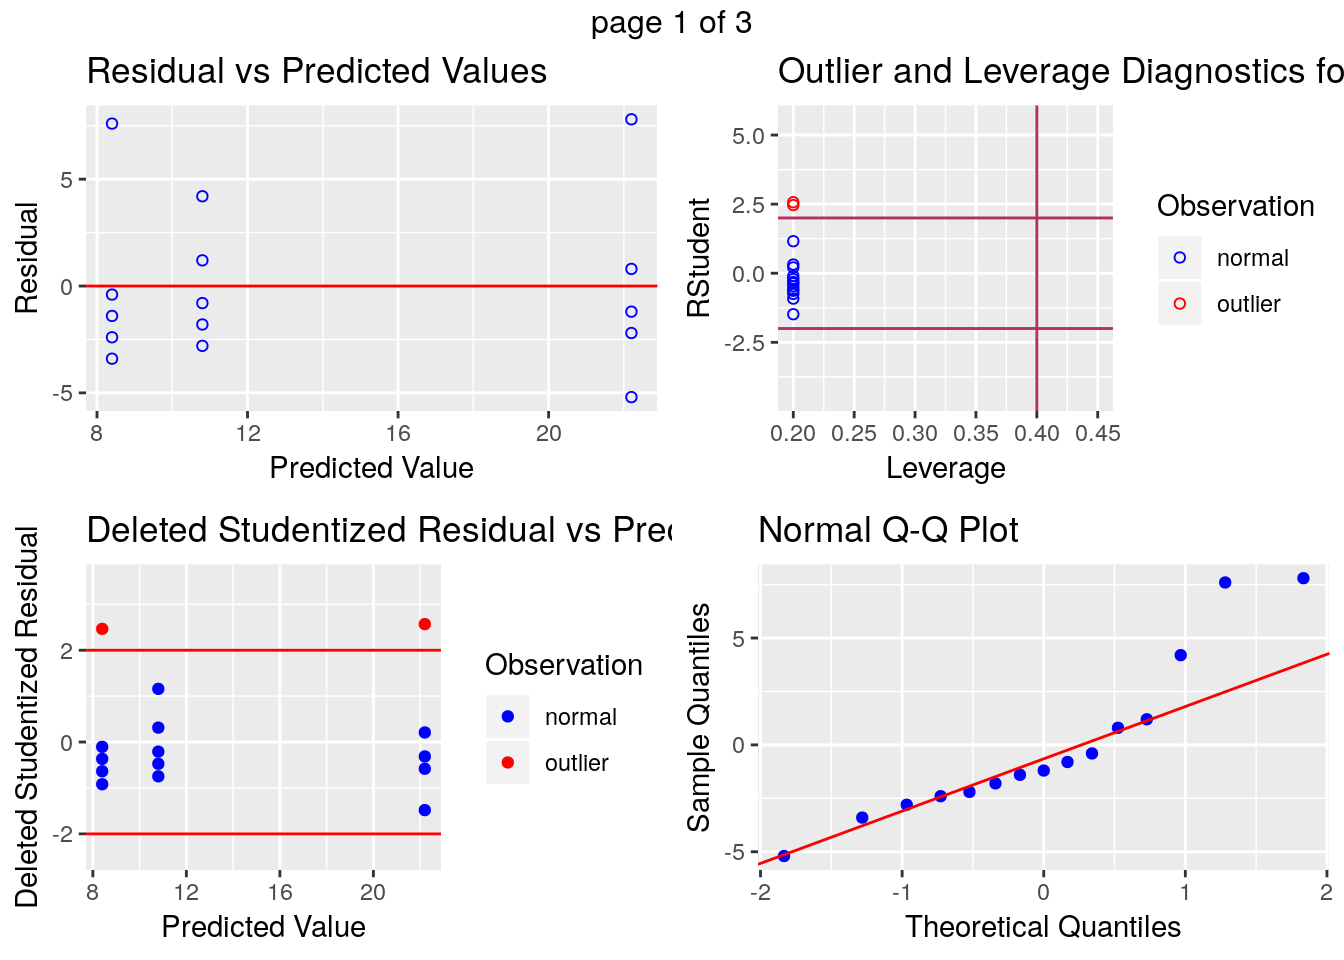 page 1 of 3
Residual vs Predicted Values
Residual
5
0
-5
8
12
16
20
Predicted Value
Outlier and Leverage Diagnostics fo
RStudent
5.0
2.5
0.0
-2.5
0.20
0.25
0.30
0.35
0.40
0.45
Leverage
Observation
normal
outlier
Deleted Studentized Residual vs Pred
Deleted Studentized Residual
2
0
-2
8
12
16
20
Predicted Value
Observation
normal
outlier
Normal Q-Q Plot
Sample Quantiles
5
0
-5
-2
-1
0
1
2
Theoretical Quantiles